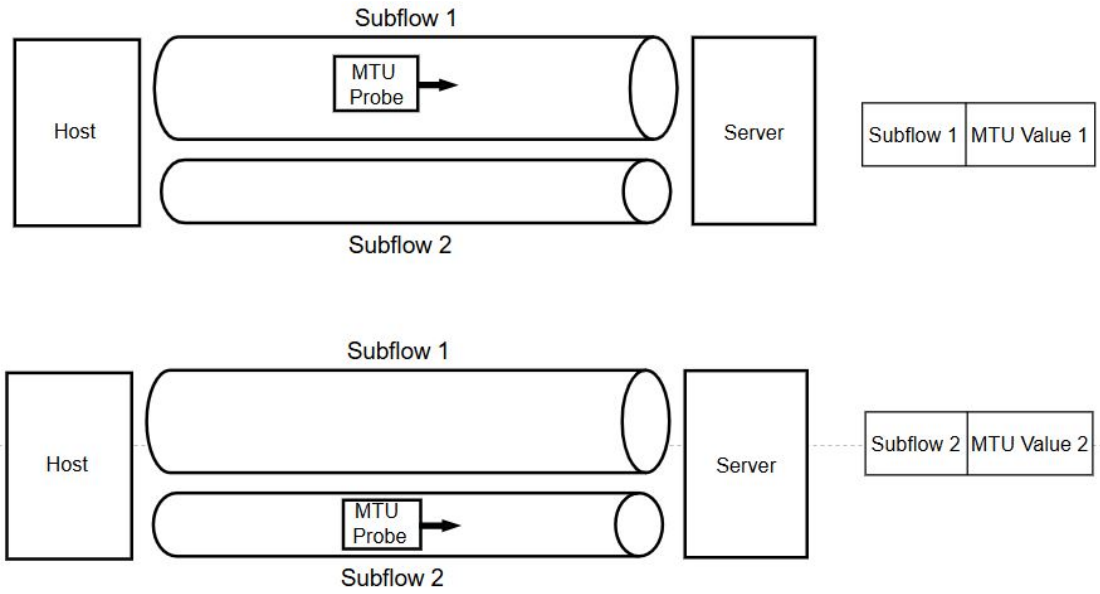 Subflow 1
MTU
Probe
Host
Server
Subflow 1 MTU Value 1
Subflow 2
Subflow 1
Host
Server
Subflow 2 MTU Value 2
MTU
Probe
Subflow 2